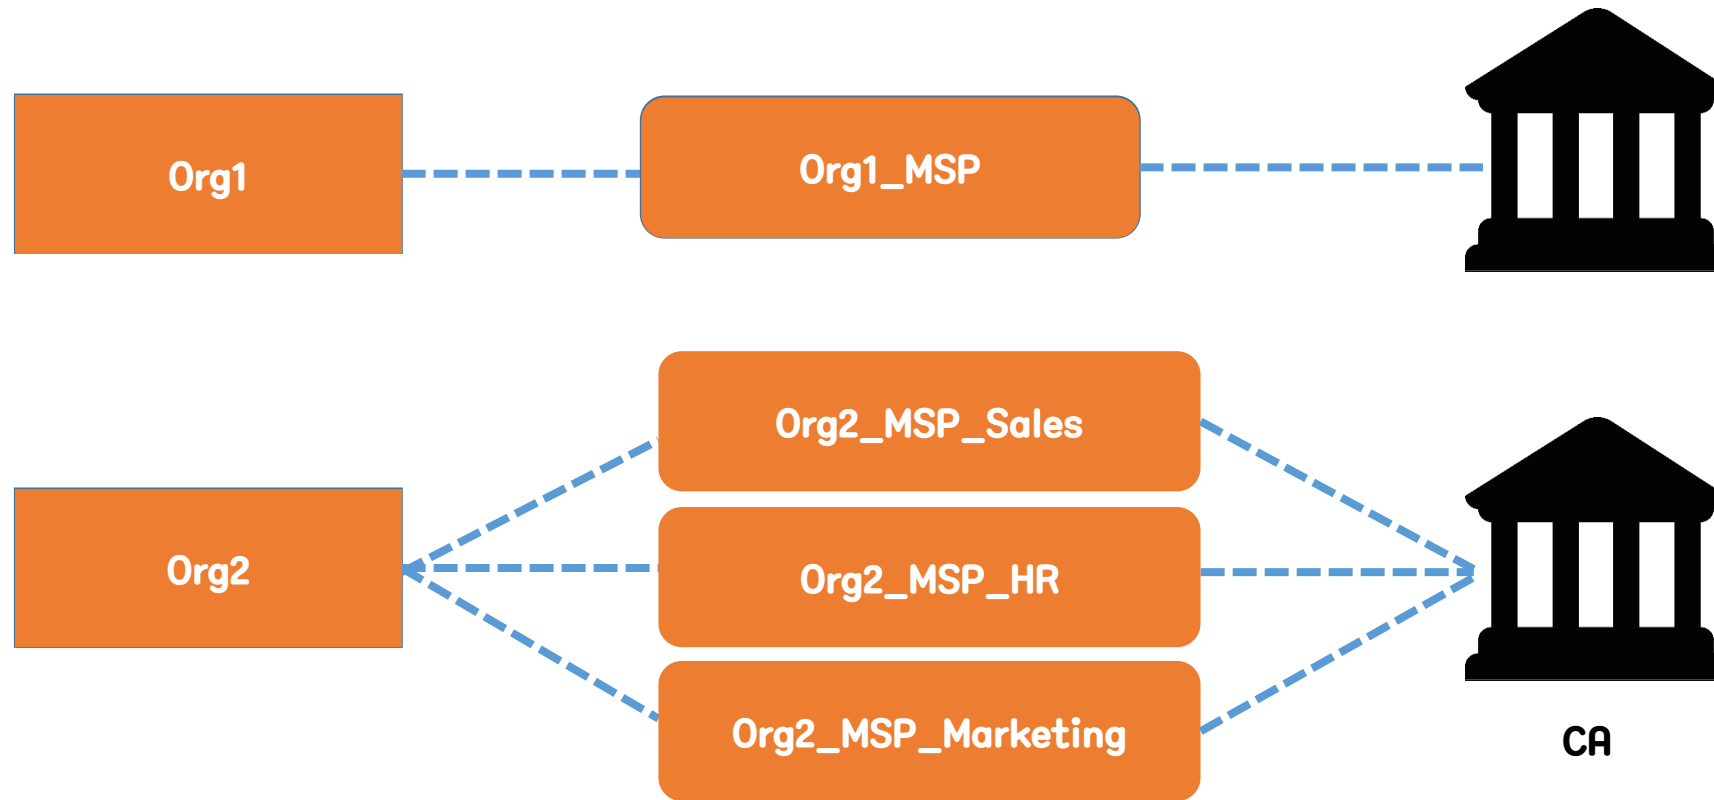 Org1
Org1_MSP
Org2_MSP_Sales
Org2
Org2_MSP_HR
Org2_MSP_Marketing
CA